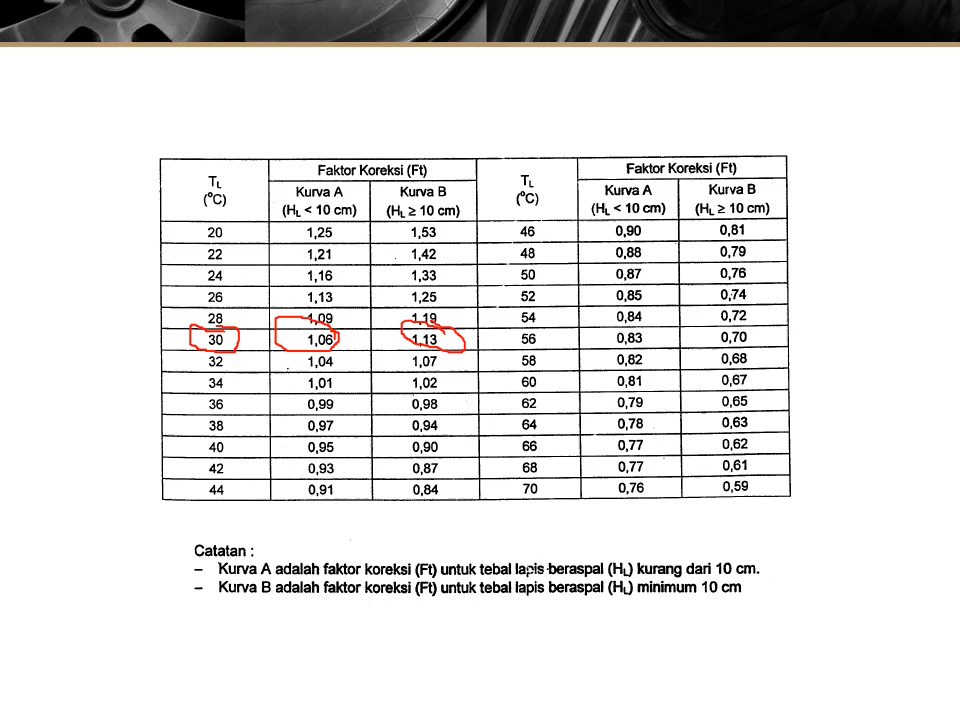 TL
(°C)
Faktor Koreksi (Ft)
TL
(°C)
Faktor Koreksi (Ft)
Kurva A
(HL < 10 cm)
Kurva B
(HL ≥ 10 cm)
Kurva A
(HL < 10 cm)
Kurva B
(HL ≥ 10 cm)
20 1,25 1,53 46 0,90 0,81
22 1,21 1,42 48 0,88 0,79
24 1,16 1,33 50 0,87 0,76
26 1,13 1,25 52 0,85 0,74
28 1,09 1,19 54 0,84 0,72
30 1,06 1,13 56 0,83 0,70
32 1,04 1,07 58 0,82 0,68
34 1,01 1,02 60 0,81 0,67
36 0,99 0,98 62 0,79 0,65
38 0,97 0,94 64 0,78 0,63
40 0,95 0,90 66 0,77 0,62
42 0,93 0,87 68 0,77 0,61
44 0,91 0,84 70 0,76 0,59
Catatan :
– Kurva A adalah faktor koreksi (Ft) untuk tebal lapis beraspal (HL) kurang dari 10 cm.
– Kurva B adalah faktor koreksi (Ft) untuk tebal lapis beraspal (HL) minimum 10 cm